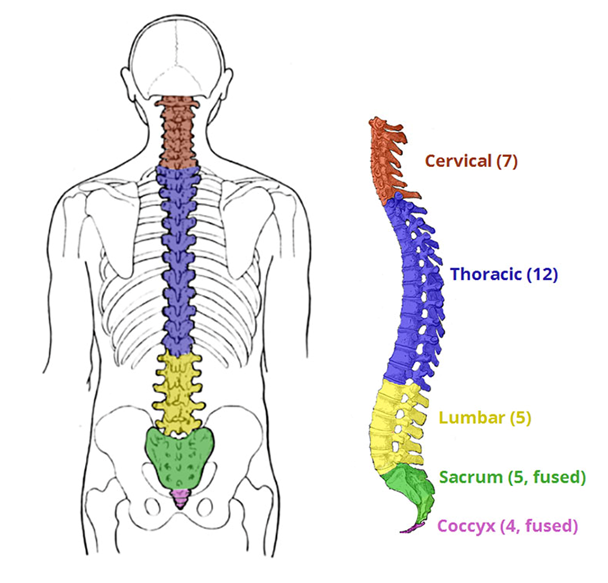 Cervical (7)
Thoracic (12)
Lumbar (5)
Sacrum (5, fused)
Coccyx (4, fused)